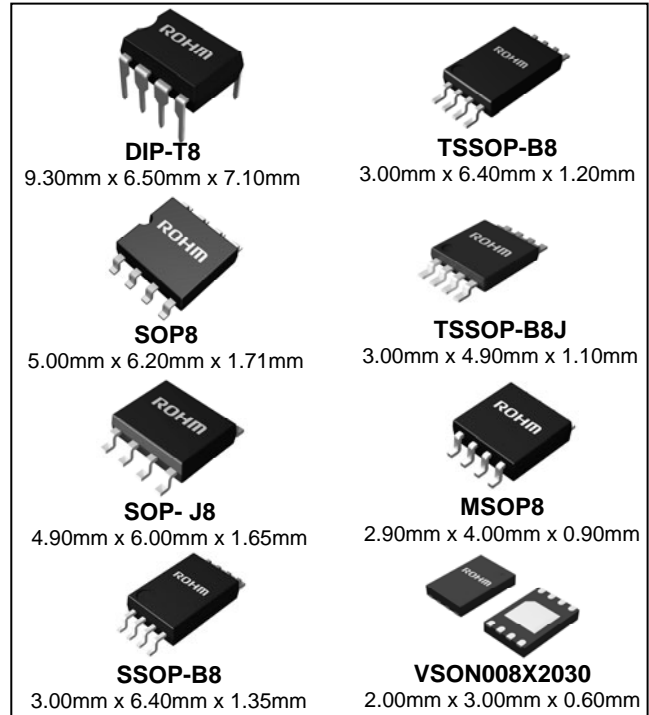 ROHM
DIP-T8
9.30mm x 6.50mm x 7.10mm
ROHM
SOP8
5.00mm x 6.20mm x 1.71mm
ROHM
SOP- J8
4.90mm x 6.00mm x 1.65mm
ROHM
SSOP-B8
3.00mm x 6.40mm x 1.35mm
ROHM
TSSOP-B8
3.00mm x 6.40mm x 1.20mm
ROHM
TSSOP-B8J
3.00mm x 4.90mm x 1.10mm
ROHM
MSOP8
2.90mm x 4.00mm x 0.90mm
ROHM
VSON008X2030
2.00mm x 3.00mm x 0.60mm